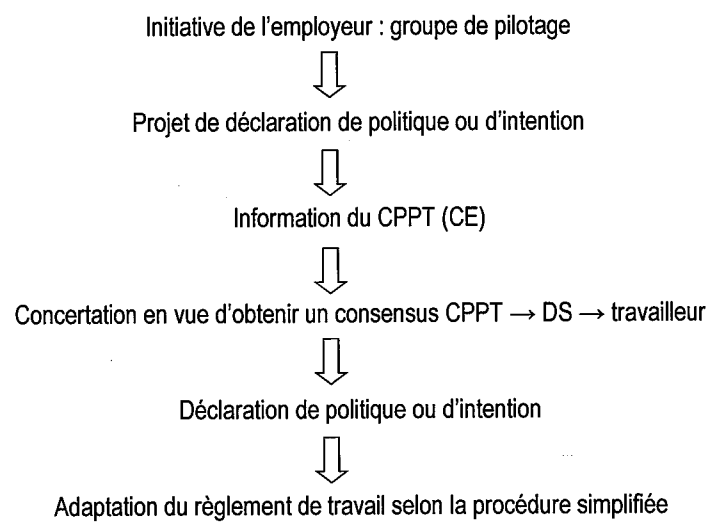 Initiative de l'employeur : groupe de pilotage
Projet de déclaration de politique ou d'intention
Information du CPPT (CE)
Concertation en vue d'obtenir un consensus CPPT → DS → travailleur
Déclaration de politique ou d'intention
Adaptation du règlement de travail selon la procédure simplifiée